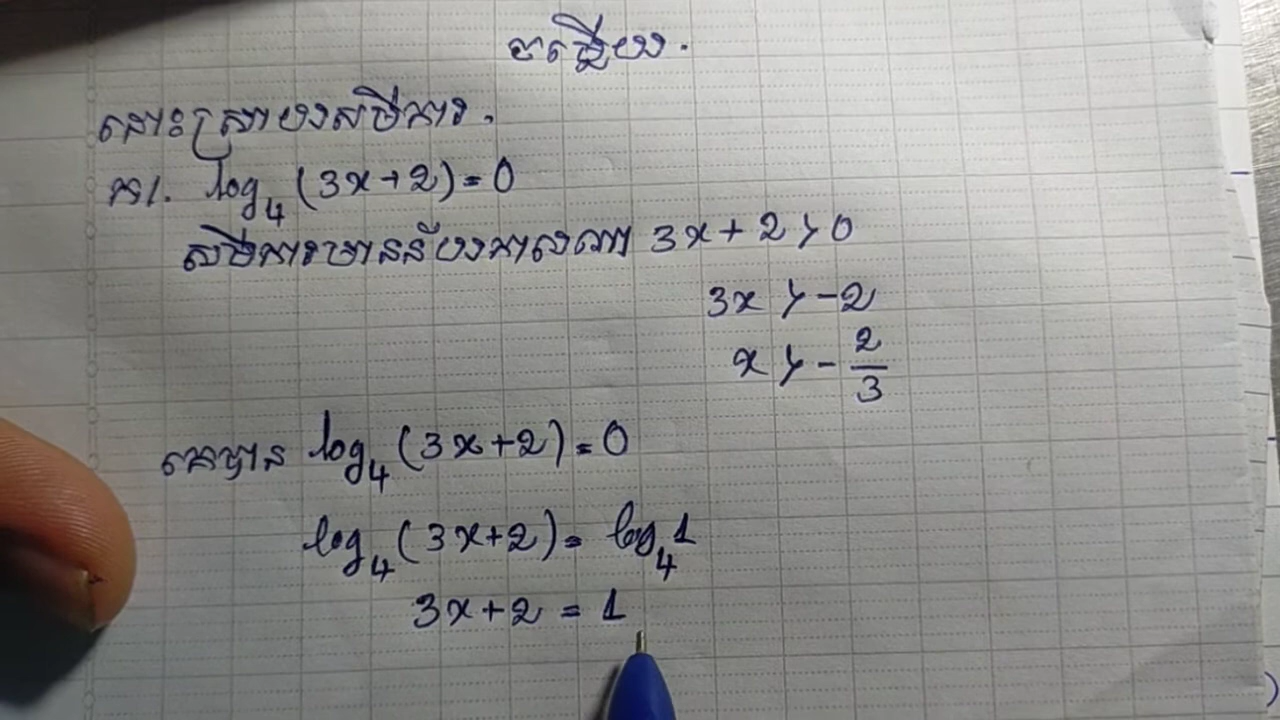 ចម្លើយ.
ដោះស្រាយសមីការ.
ក/. log₄(3x+2)=0
សមីការមានន័យកាលណា 3x+2>0
3x>-2
x>-2/3
គេបាន log₄(3x+2)=0
log₄(3x+2)=log₄1
3x+2=1